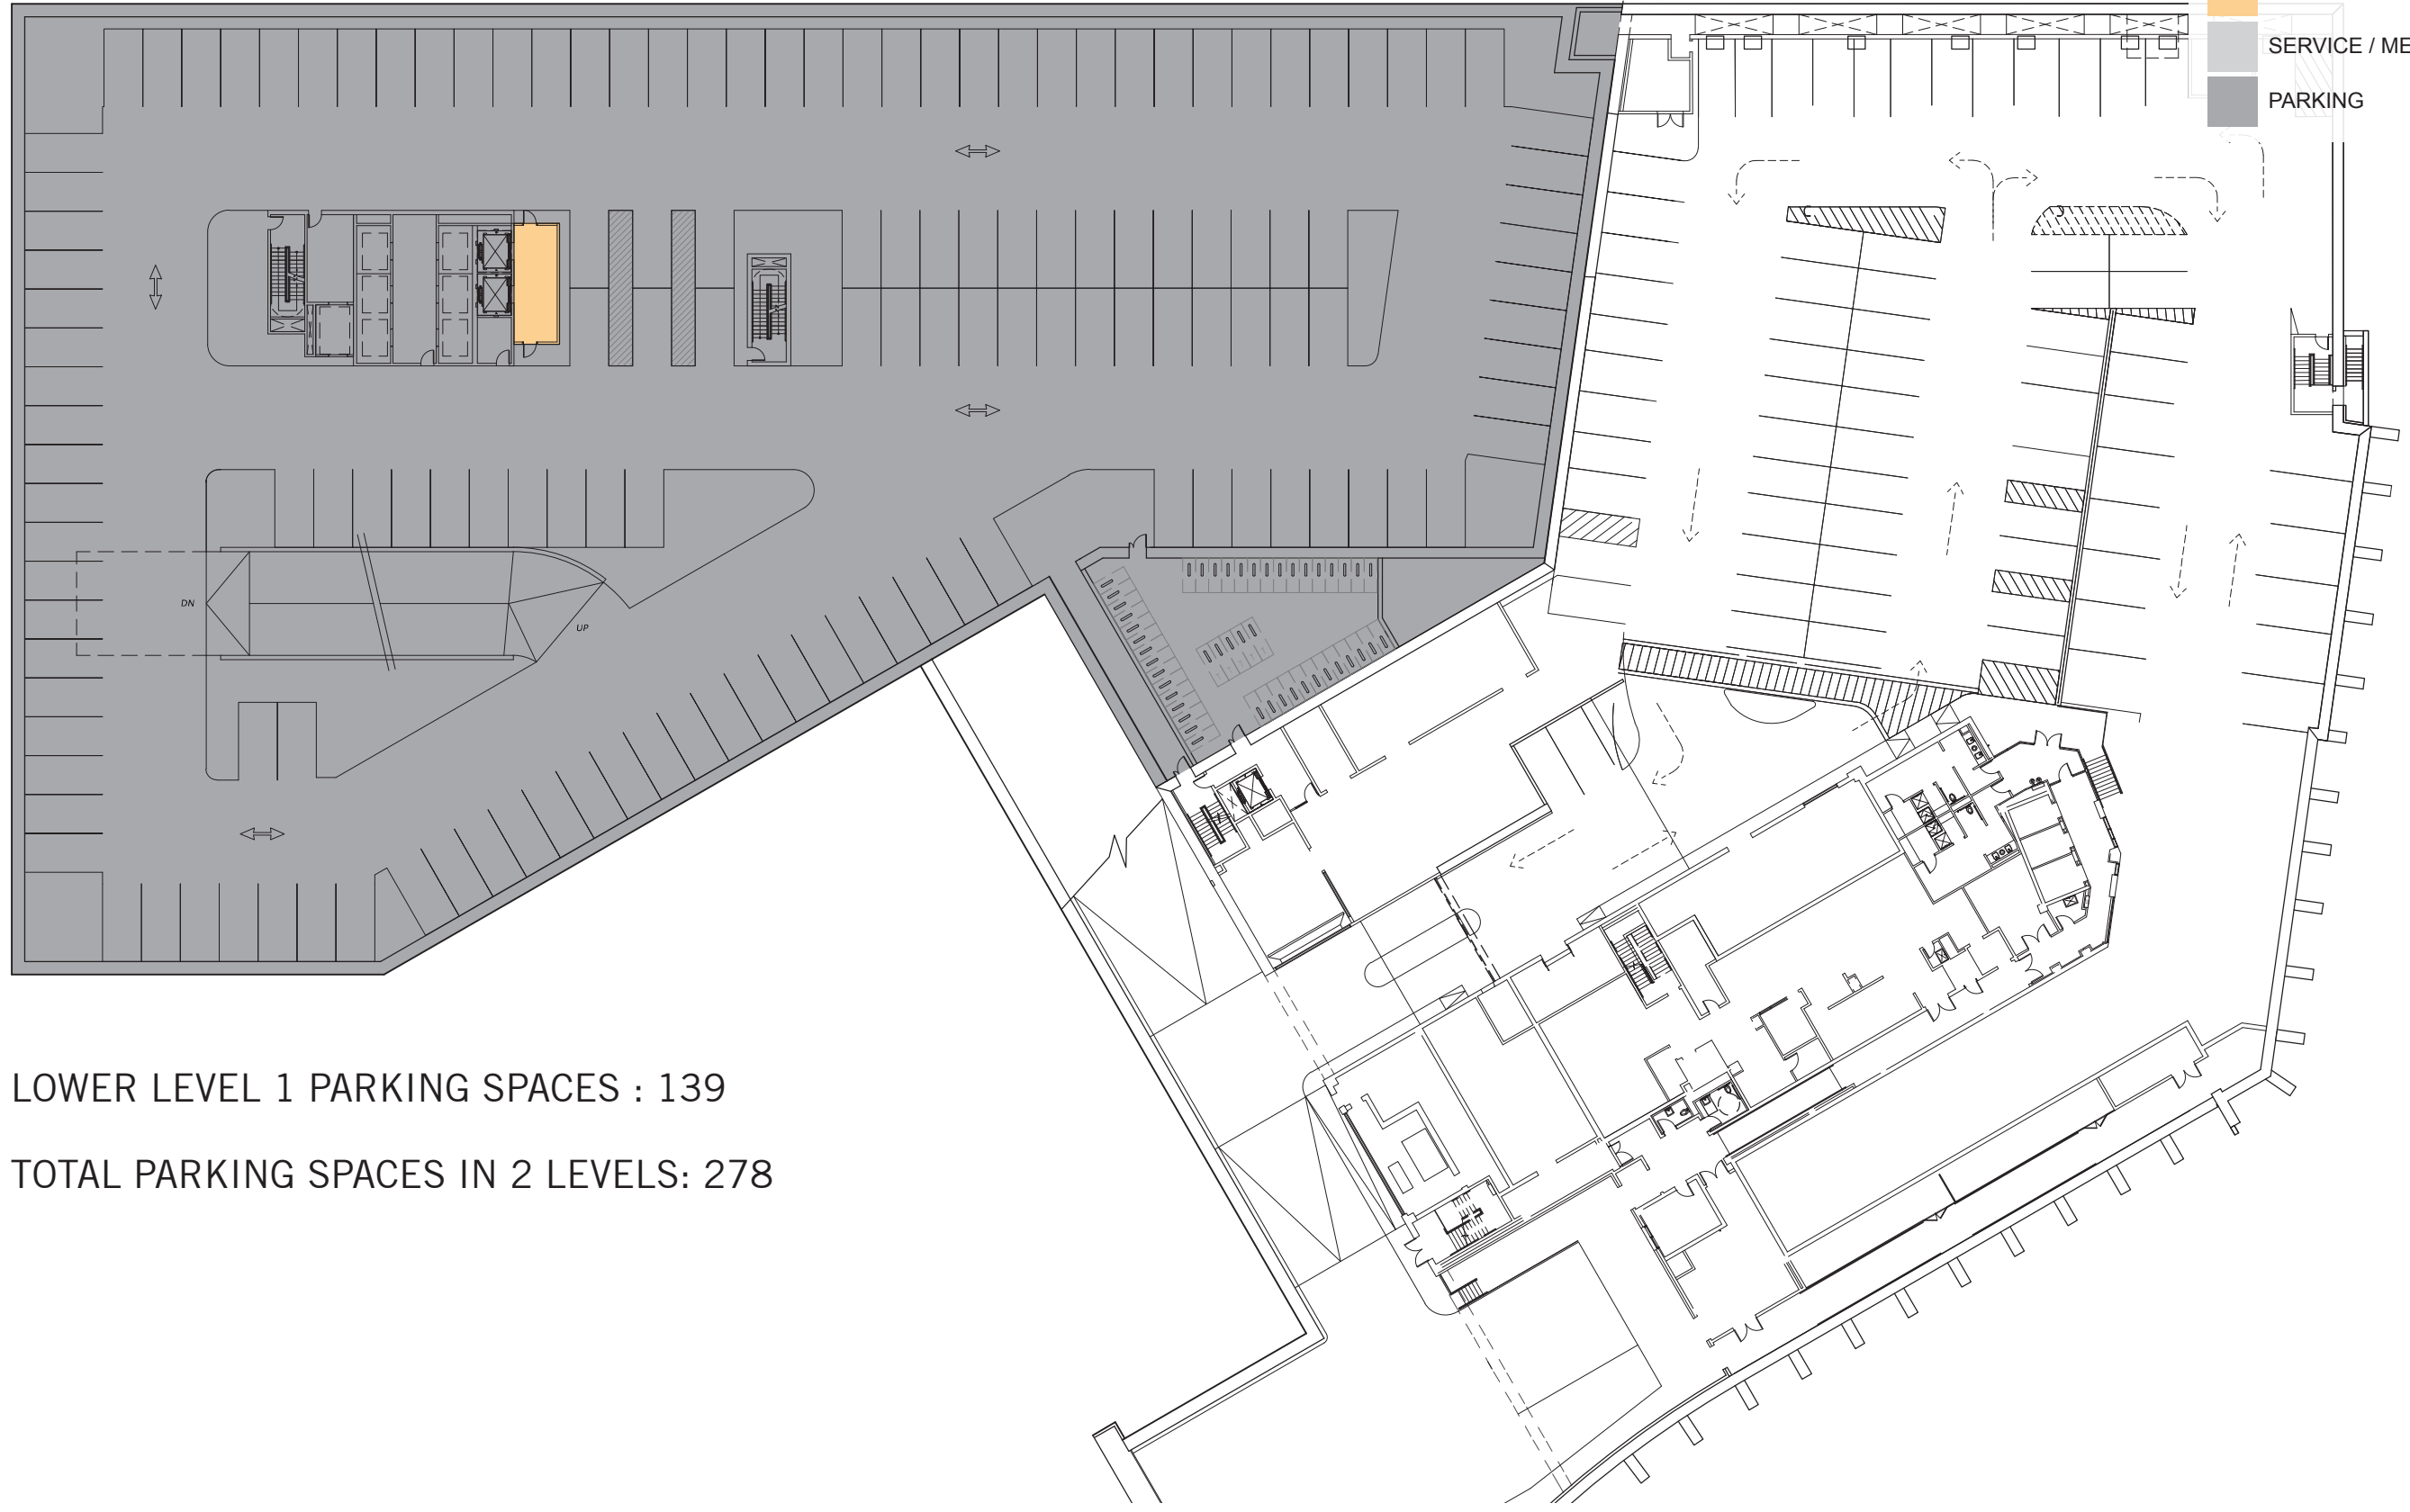 SERVICE / ME
PARKING
DN
UP
LOWER LEVEL 1 PARKING SPACES : 139
TOTAL PARKING SPACES IN 2 LEVELS: 278